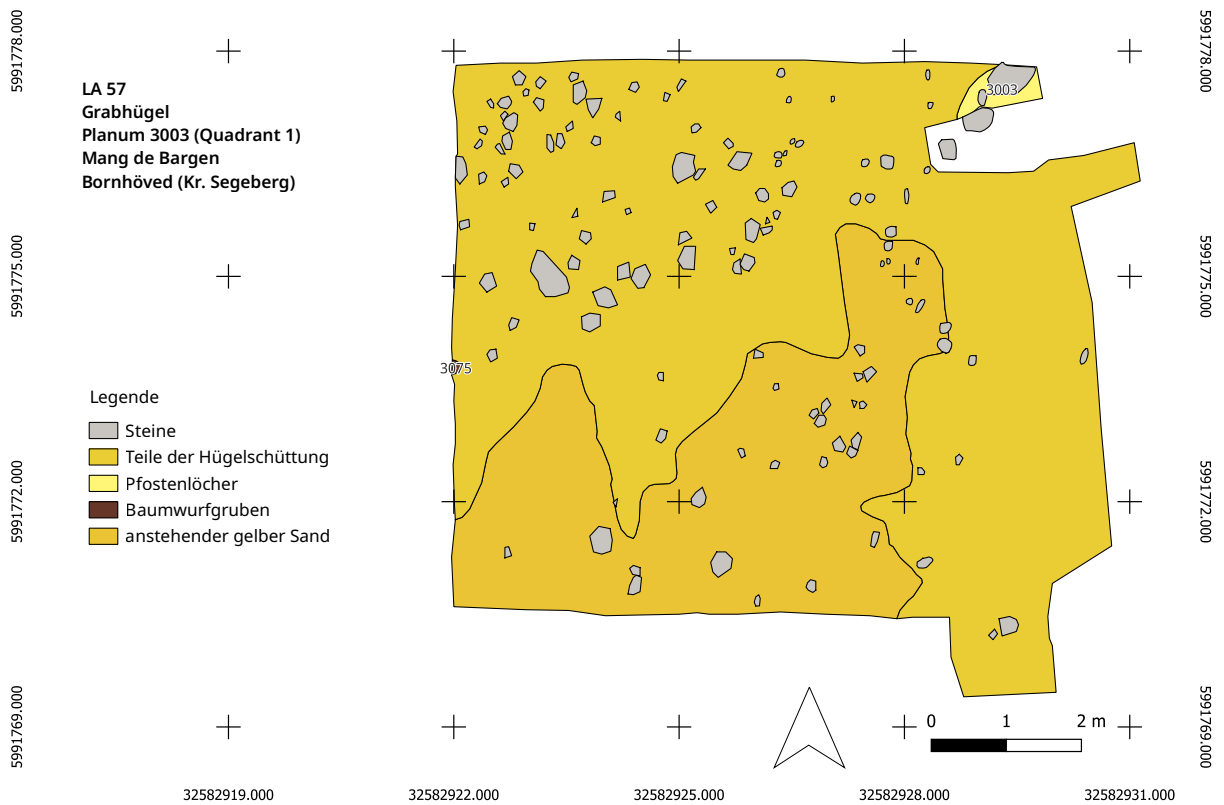 LA 57
Grabhügel
Planum 3003 (Quadrant 1)
Mang de Bargen
Bornhöved (Kr. Segeberg)
5991778.000
5991775.000
5991772.000
5991769.000
5991778.000
5991775.000
5991772.000
5991769.000
3003
3075
Legende
Steine
Teile der Hügelschüttung
Pfostenlöcher
Baumwurfgruben
anstehender gelber Sand
0 1 2 m
32582919.000 32582922.000 32582925.000 32582928.000 32582931.000